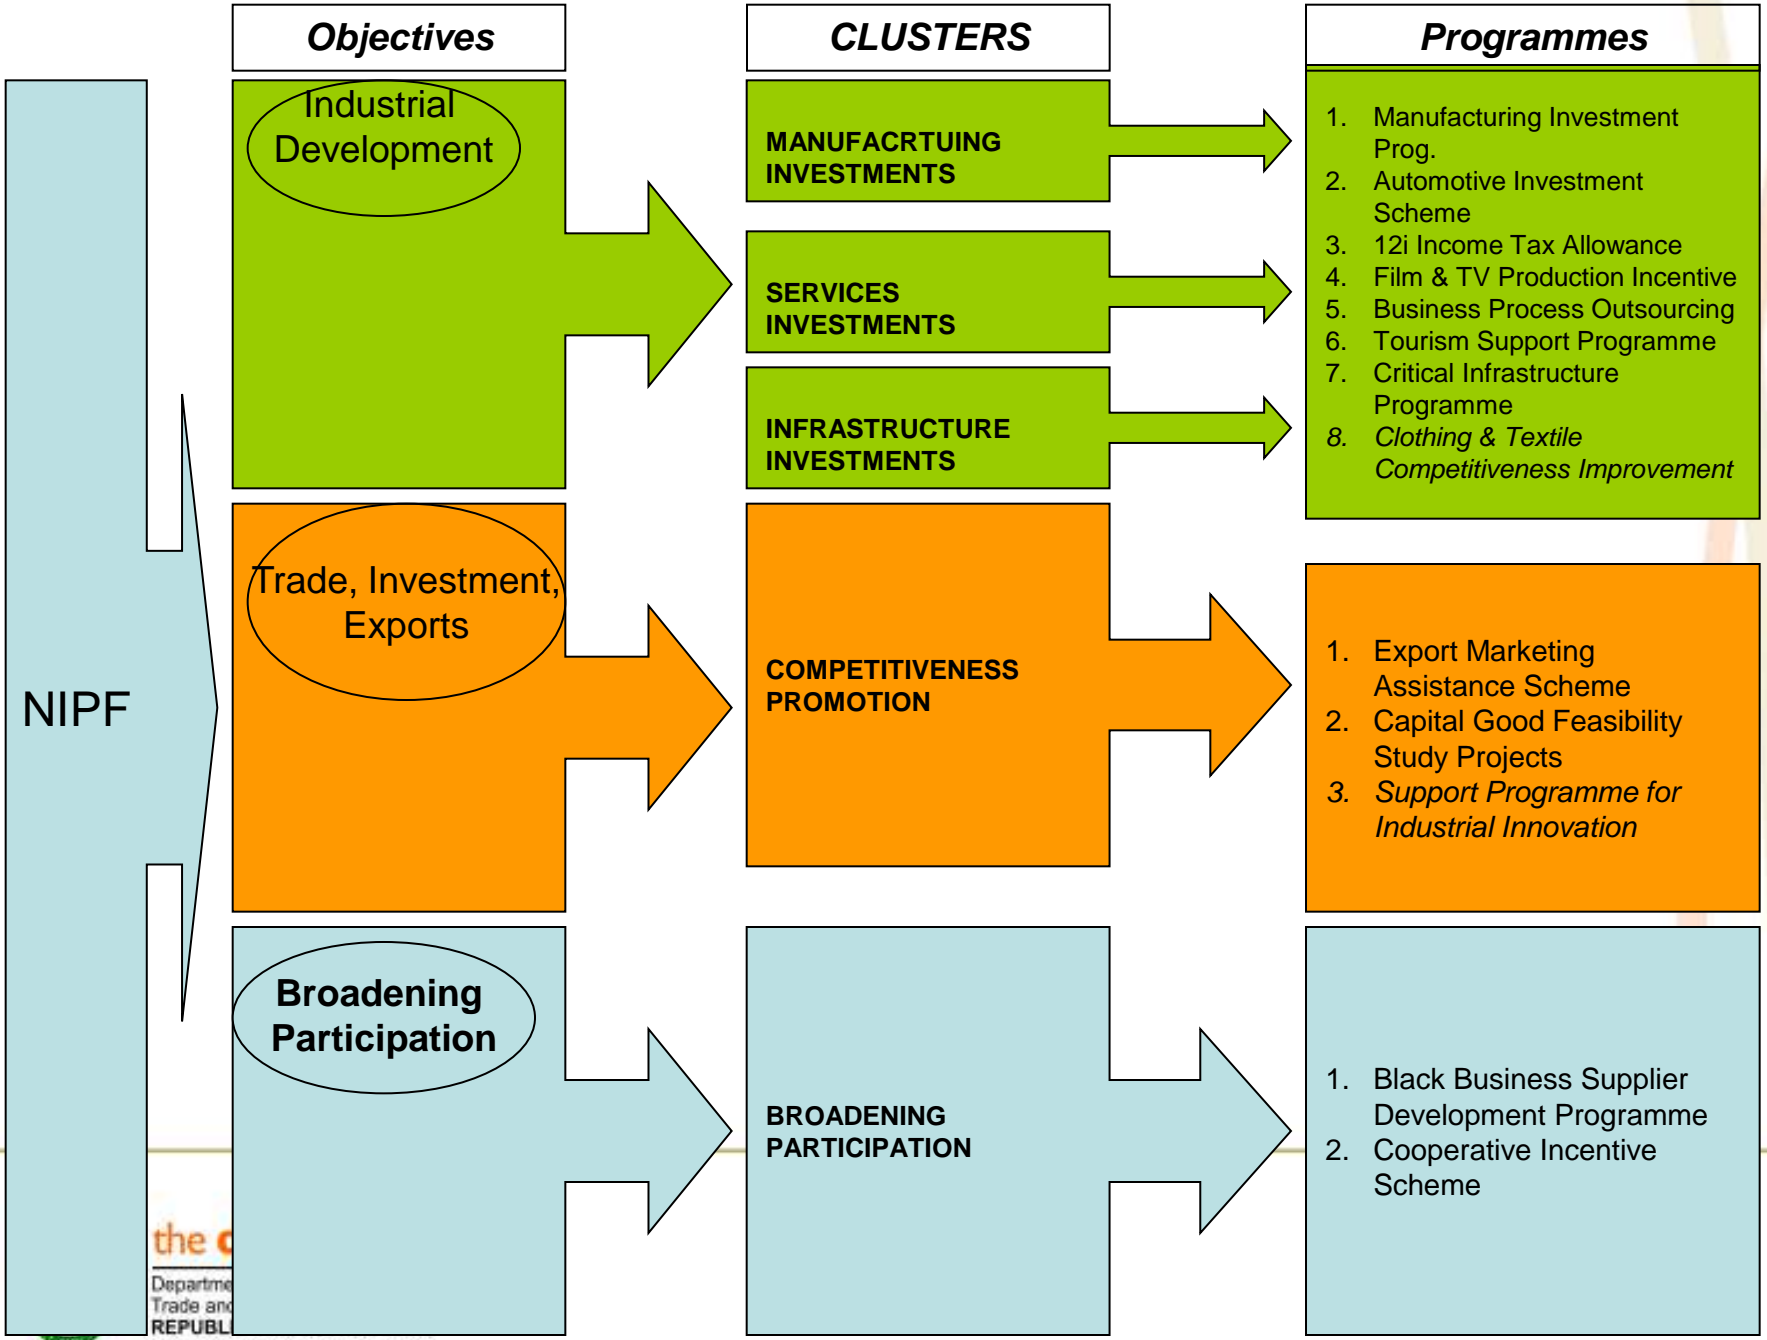 Objectives
CLUSTERS
Programmes
NIPF
Industrial
Development
MANUFACRTUING
INVESTMENTS
SERVICES
INVESTMENTS
INFRASTRUCTURE
INVESTMENTS
1. Manufacturing Investment
Prog.
2. Automotive Investment
Scheme
3. 12i Income Tax Allowance
4. Film & TV Production Incentive
5. Business Process Outsourcing
6. Tourism Support Programme
7. Critical Infrastructure
Programme
8. Clothing & Textile
Competitiveness Improvement
Trade, Investment,
Exports
COMPETITIVENESS
PROMOTION
1. Export Marketing
Assistance Scheme
2. Capital Good Feasibility
Study Projects
3. Support Programme for
Industrial Innovation
Broadening
Participation
BROADENING
PARTICIPATION
1. Black Business Supplier
Development Programme
2. Cooperative Incentive
Scheme
the
Departme
Trade and
REPUBL